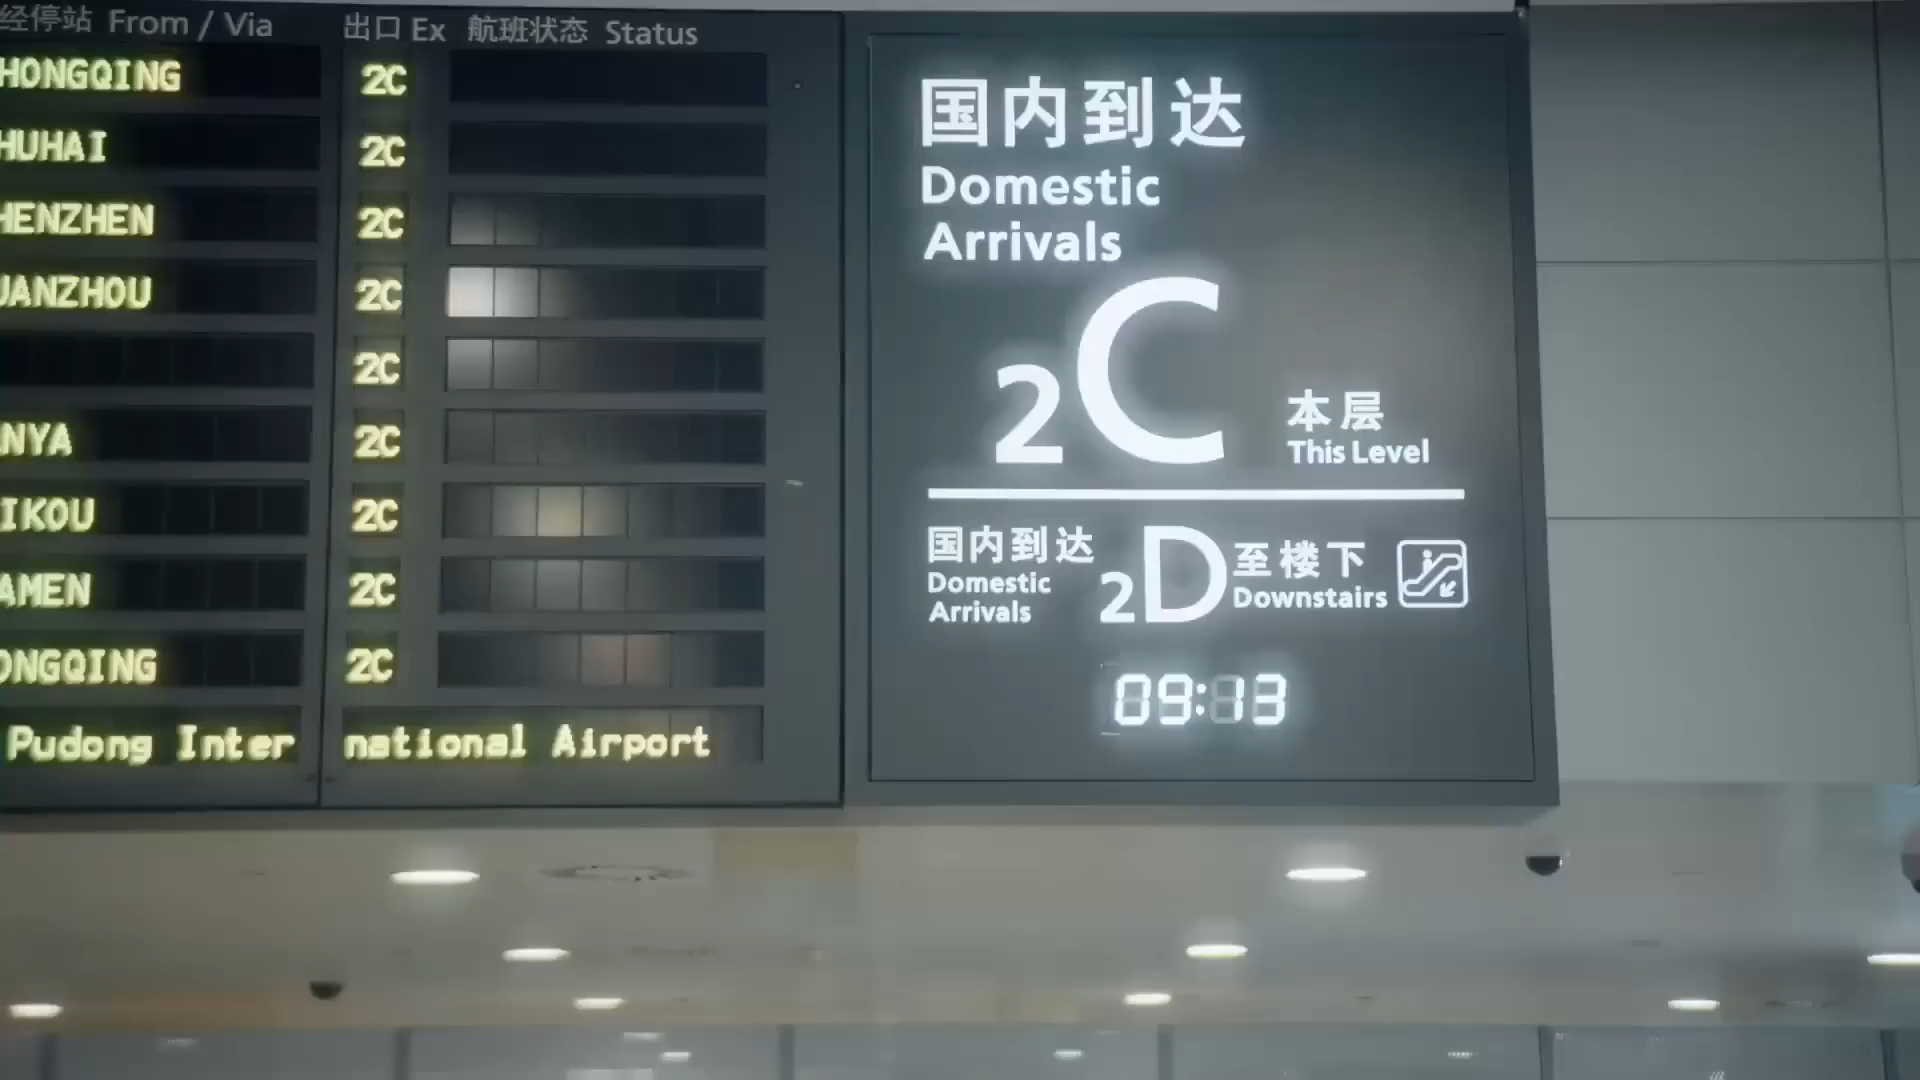 经停站 From / Via 出口 Ex 航班状态 Status
HONGQING 2C
HUHAI 2C
HENZHEN 2C
UANZHOU 2C
2C
NYA 2C
IKOU 2C
AMEN 2C
ONGQING 2C
Pudong International Airport
国内到达
Domestic
Arrivals
2C
本层
This Level
国内到达
Domestic
Arrivals
2D
至楼下
Downstairs
09:13